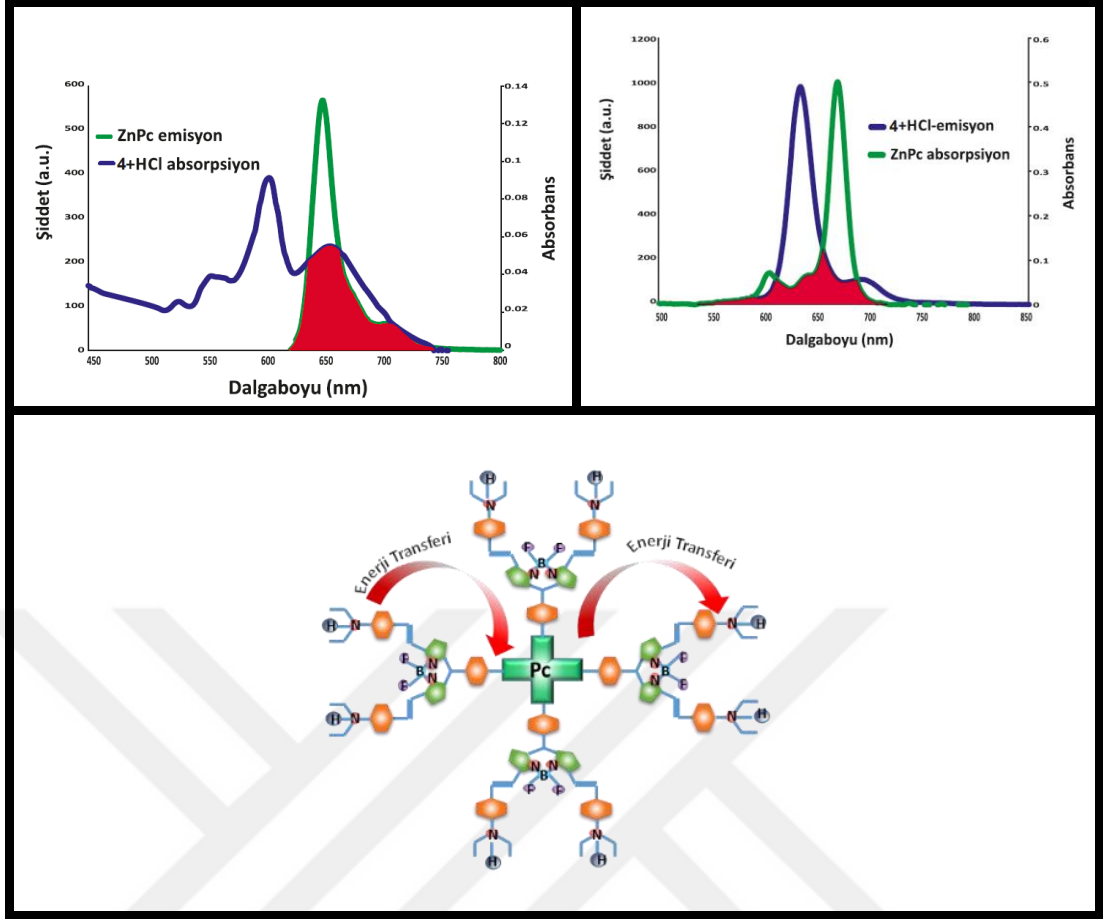 600
500
400
300
200
100
0
ZnPc emisyon
4+HCl absorpsiyon
0.14
0.12
0.1
0.08
0.06
0.04
0.02
0
450 500 550 600 650 700 750 800
Şiddet (a.u.)
Absorbans
Dalgaboyu (nm)
1200
1000
800
600
400
200
0
4+HCl-emisyon
ZnPc absorpsiyon
0.6
0.5
0.4
0.3
0.2
0.1
0
500 550 600 650 700 750 800 850
Şiddet (a.u.)
Absorbans
Dalgaboyu (nm)
H H
N N
Enerji Transferi Enerji Transferi
F F
B
N N
H N N H
F N N F
B Pc B
F N N F
H N N H
N N
B
F F
N N
H H